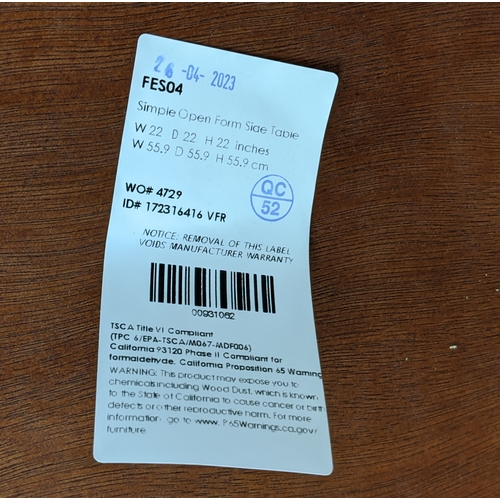 26 -04- 2023
FES04
Simple Open Form Side Table
W 22 D 22 H 22 inches
W 55.9 D 55.9 H 55.9 cm
QC
52
WO# 4729
ID# 172316416 VFR
NOTICE: REMOVAL OF THIS LABEL
VOIDS MANUFACTURER WARRANTY
00931062
TSCA Title VI Compliant
(TPC 6/EPA-TSCA/M067-MDF006)
California 93120 Phase II Compliant for
formaldehyde. California Proposition 65 Warning
WARNING: This product may expose you to
chemicals including Wood Dust, which is known
to the State of California to cause cancer or birth
defects or other reproductive harm. For more
information go to www.P65Warnings.ca.gov/
furniture.